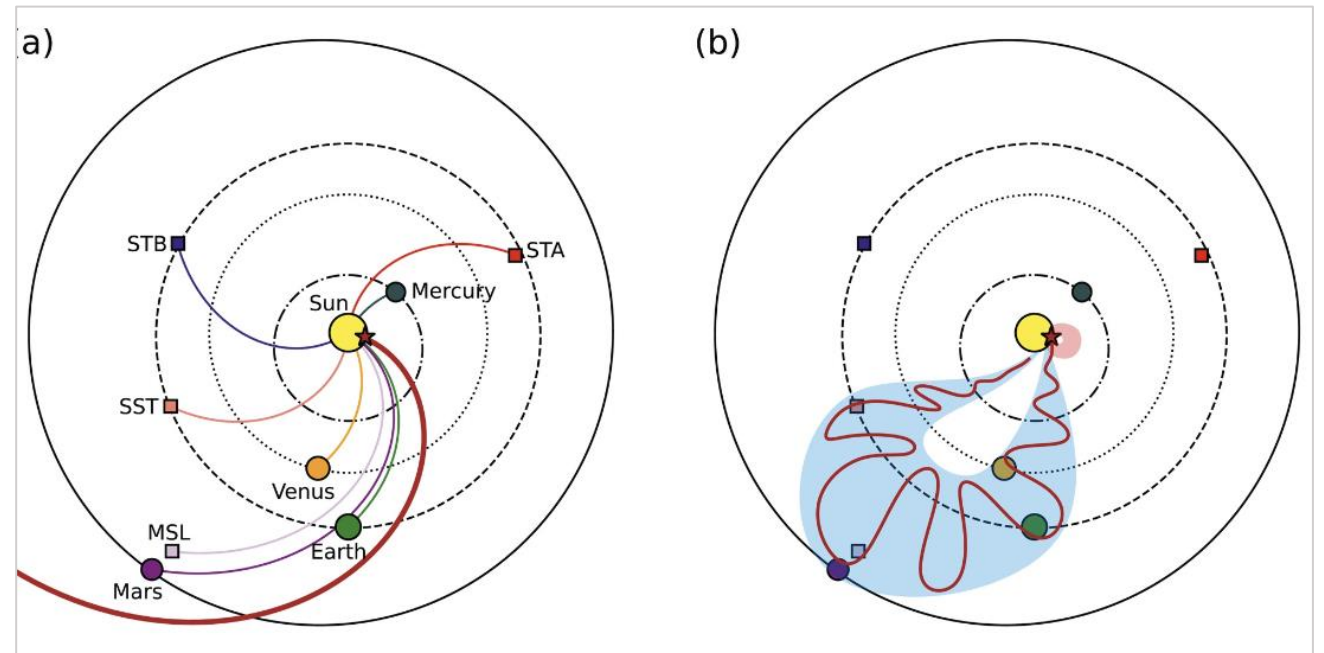 a)
(b)
STB
STA
Sun
Mercury
SST
Venus
MSL
Earth
Mars